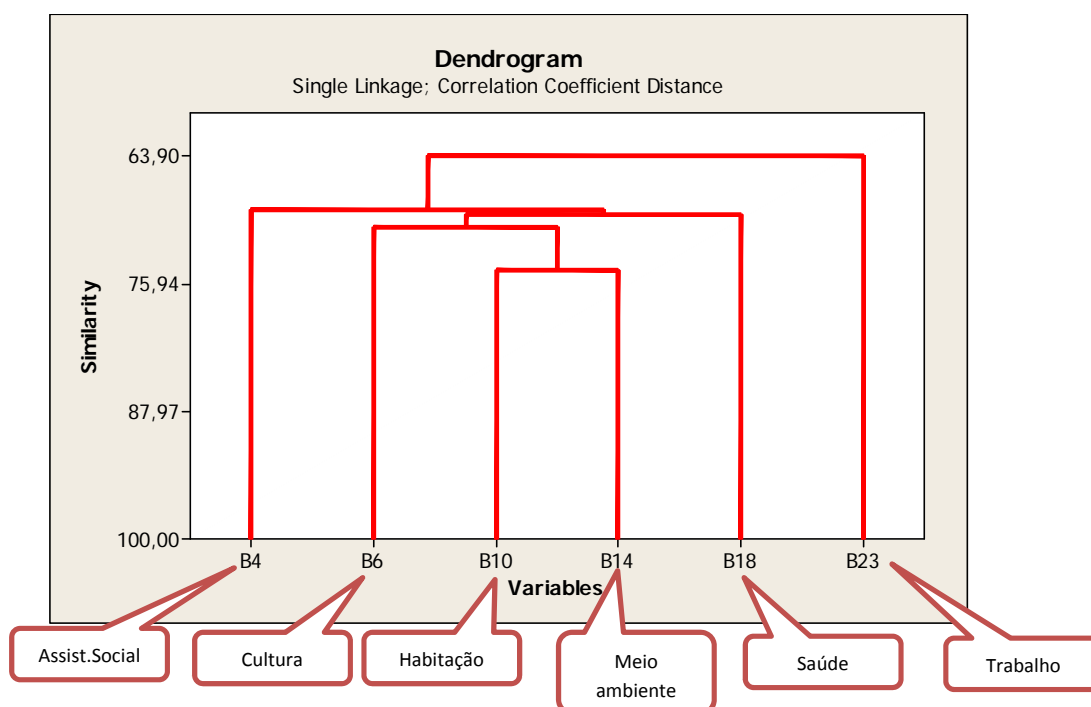 Dendrogram
Single Linkage; Correlation Coefficient Distance
63,90
75,94
87,97
100,00
Similarity
B4
B6
B10
B14
B18
B23
Variables
Assist.Social
Cultura
Habitação
Meio
ambiente
Saúde
Trabalho